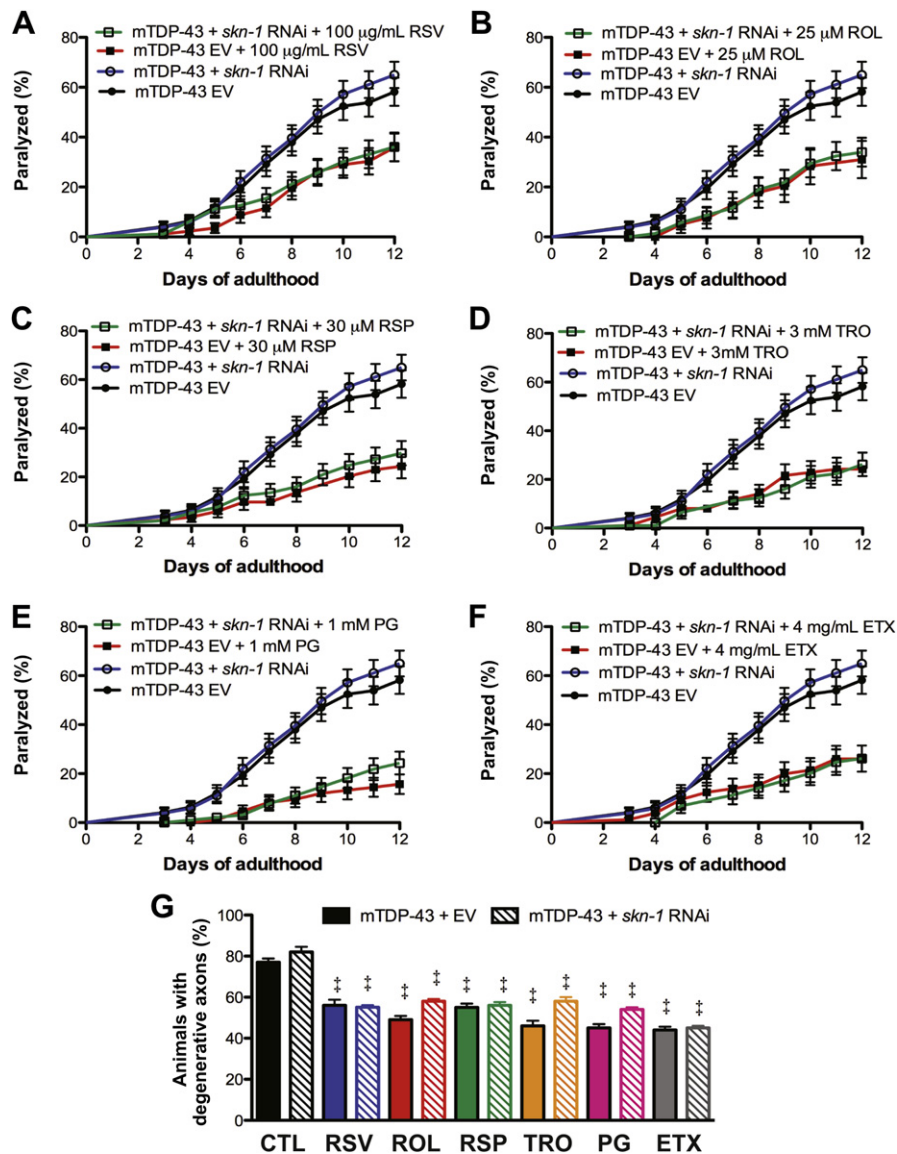 A
mTDP-43 + skn-1 RNAi + 100 µg/mL RSV
mTDP-43 EV + 100 µg/mL RSV
mTDP-43 + skn-1 RNAi
mTDP-43 EV
Paralyzed (%)
80
60
40
20
0
0 2 4 6 8 10 12
Days of adulthood
B
mTDP-43 + skn-1 RNAi + 25 µM ROL
mTDP-43 EV + 25 µM ROL
mTDP-43 + skn-1 RNAi
mTDP-43 EV
Paralyzed (%)
80
60
40
20
0
0 2 4 6 8 10 12
Days of adulthood
C
mTDP-43 + skn-1 RNAi + 30 µM RSP
mTDP-43 EV + 30 µM RSP
mTDP-43 + skn-1 RNAi
mTDP-43 EV
Paralyzed (%)
80
60
40
20
0
0 2 4 6 8 10 12
Days of adulthood
D
mTDP-43 + skn-1 RNAi + 3 mM TRO
mTDP-43 EV + 3mM TRO
mTDP-43 + skn-1 RNAi
mTDP-43 EV
Paralyzed (%)
80
60
40
20
0
0 2 4 6 8 10 12
Days of adulthood
E
mTDP-43 + skn-1 RNAi + 1 mM PG
mTDP-43 EV + 1 mM PG
mTDP-43 + skn-1 RNAi
mTDP-43 EV
Paralyzed (%)
80
60
40
20
0
0 2 4 6 8 10 12
Days of adulthood
F
mTDP-43 + skn-1 RNAi + 4 mg/mL ETX
mTDP-43 EV + 4 mg/mL ETX
mTDP-43 + skn-1 RNAi
mTDP-43 EV
Paralyzed (%)
80
60
40
20
0
0 2 4 6 8 10 12
Days of adulthood
G
mTDP-43 + EV mTDP-43 + skn-1 RNAi
Animals with
degenerative axons (%)
100
80
60
40
20
0
‡ ‡ ‡ ‡ ‡ ‡ ‡ ‡ ‡ ‡ ‡ ‡
CTL RSV ROL RSP TRO PG ETX